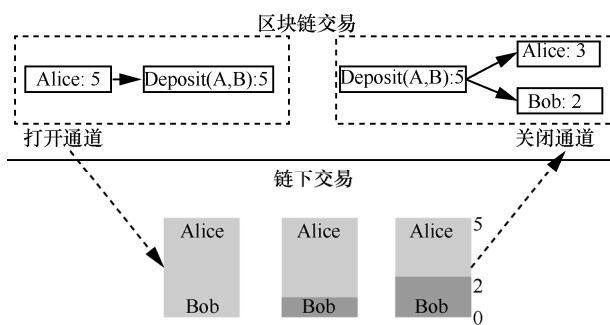 区块链交易
Alice: 5
Deposit(A,B):5
Deposit(A,B):5
Alice: 3
Bob: 2
打开通道
关闭通道
链下交易
Alice
Alice
Alice
5
2
Bob
Bob
Bob
0